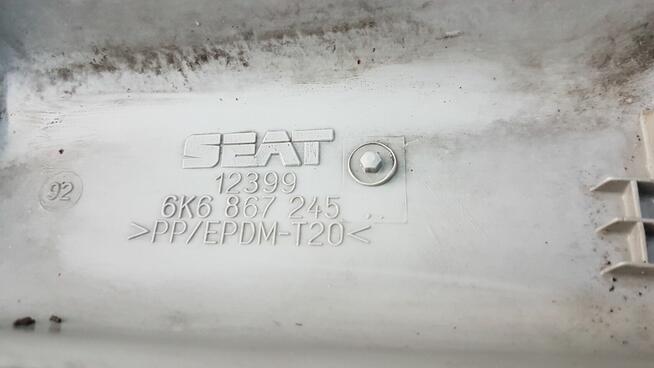 SEAT
12399
92
6K6 867 245
>PP/EPDM-T20<